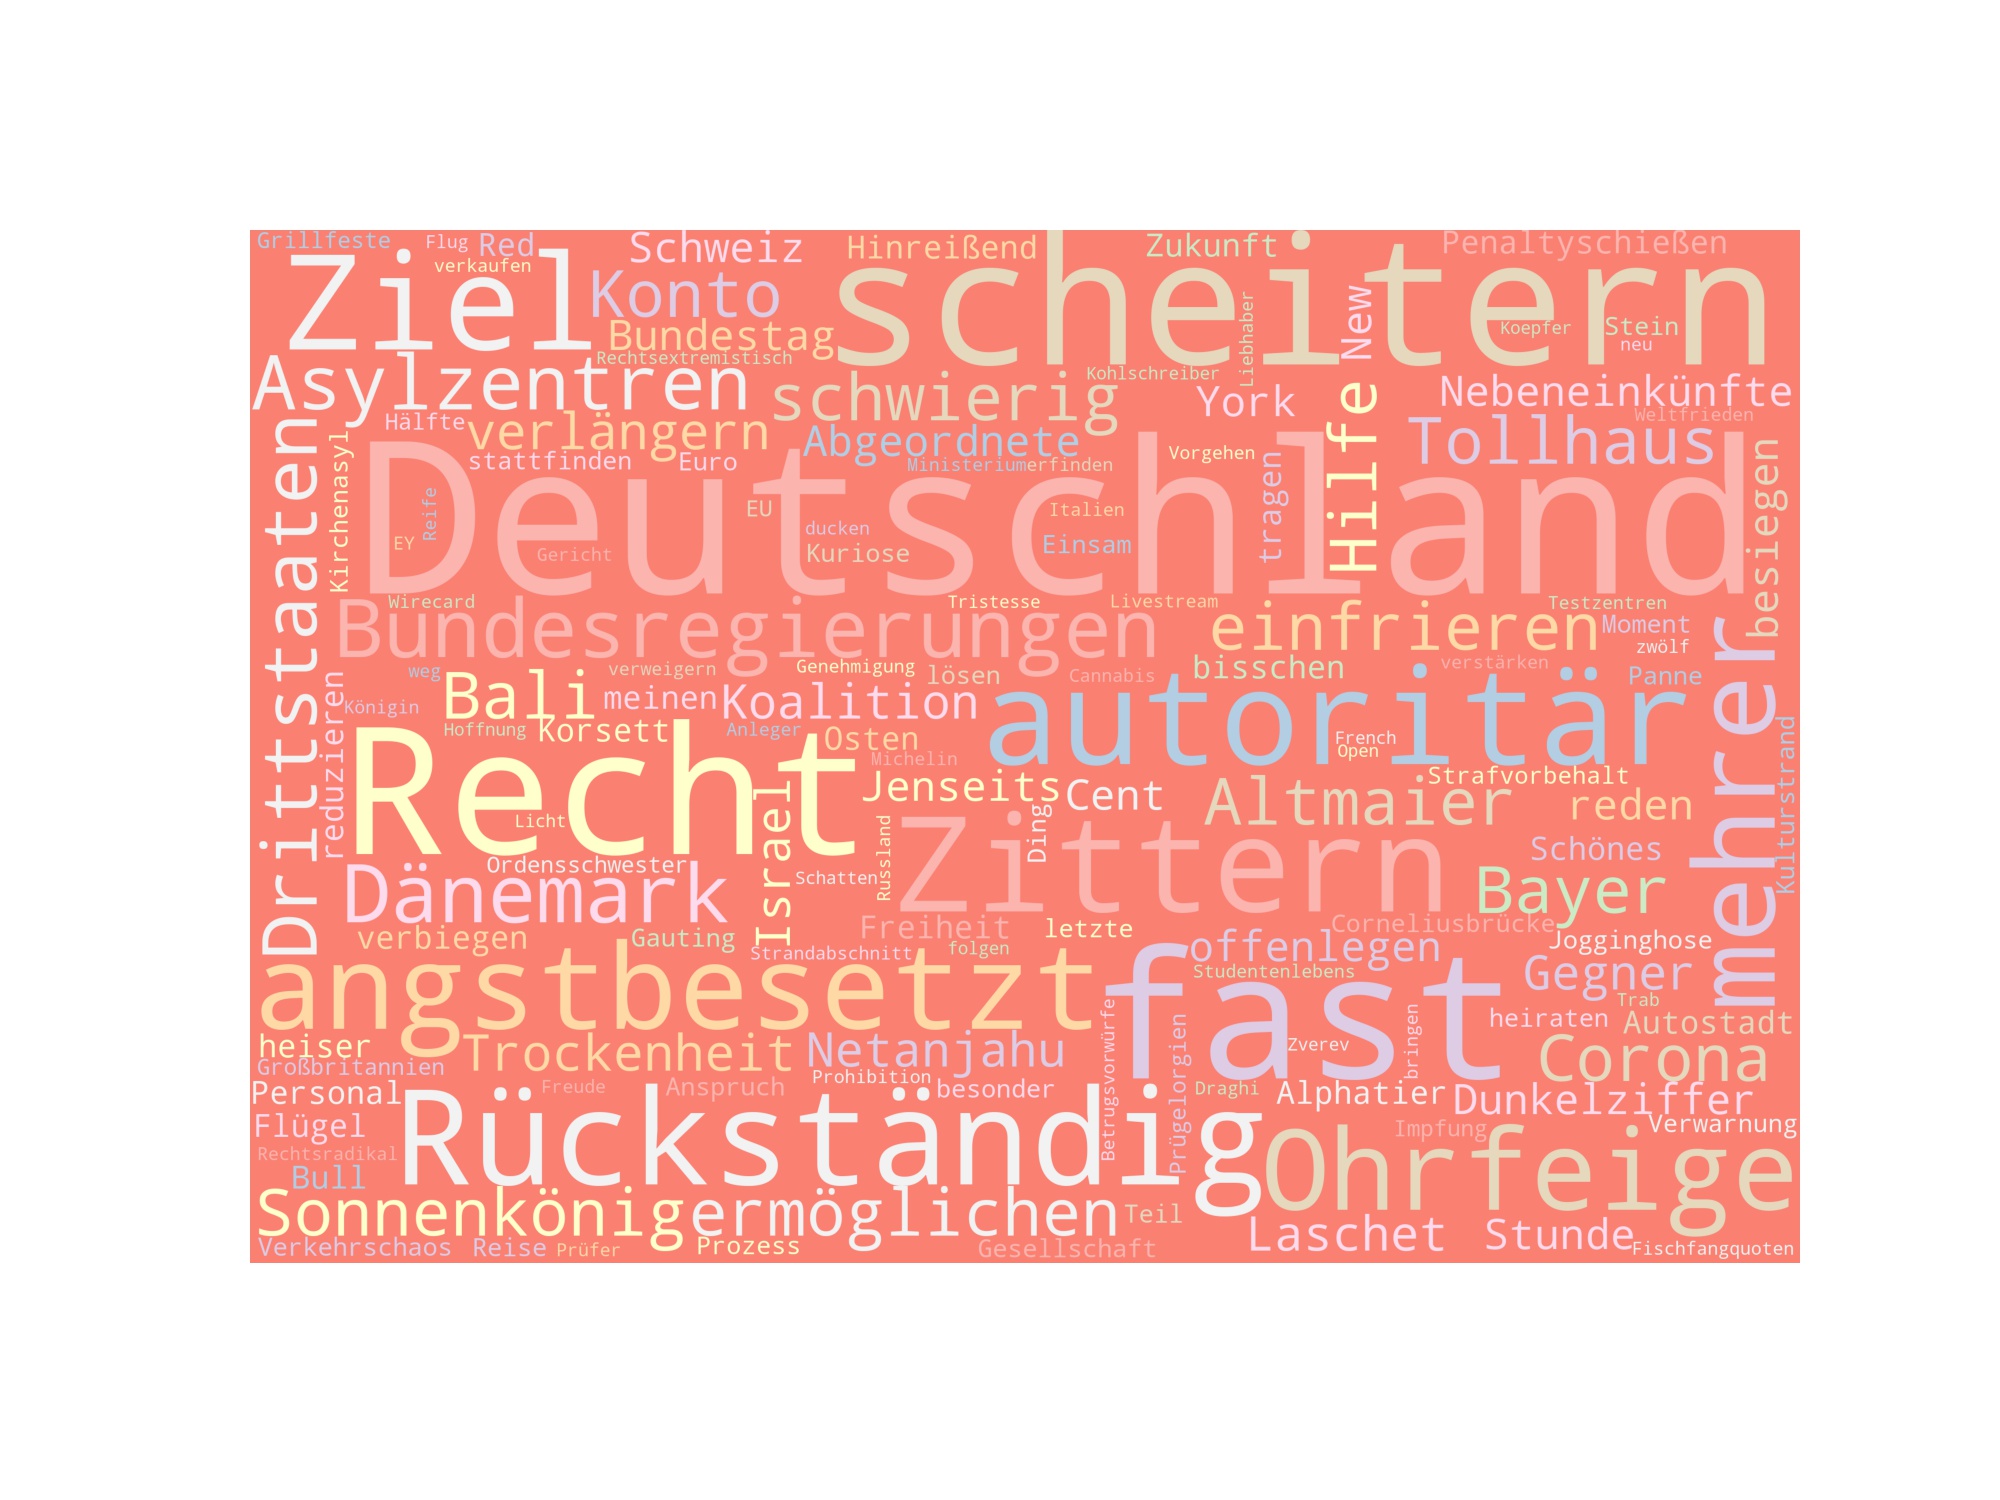 Grillfeste
Flug
Red
Schweiz
Hinreißend
Zukunft
Penaltyschießen
verkaufen
Ziel
Konto
scheitern
New
Liebhaber
Koepfer
Stein
neu
Bundestag
Rechtsextremistisch
Asylzentren
schwierig
Kohlschreiber
York
Hilfe
Nebeneinkünfte
Weltfrieden
Hälfte
verlängern
Abgeordnete
Tollhaus
stattfinden
Euro
Ministerium
erfinden
Vorgehen
tragen
besiegen
Drittstaaten
Kirchenasyl
Deutschland
Reife
EY
EU
ducken
Italien
Gericht
Kuriose
Einsam
Wirecard
Tristesse
Livestream
Testzentren
Bundesregierungen
einfrieren
Moment
zwölf
mehrer
weg
verweigern
Genehmigung
lösen
Cannabis
bisschen
verstärken
Panne
reduzieren
Königin
Bali
meinen
Koalition
autoritär
Hoffnung
Korsett
Anleger
Osten
French
Open
Kulturstrand
Recht
Michelin
Jenseits
Cent
Strafvorbehalt
Altmaier
reden
Licht
Israel
Russland
Ding
Zittern
Schönes
Ordensschwester
Schatten
Dänemark
Bayer
Freiheit
letzte
Corneliusbrücke
verbiegen
Gauting
Strandabschnitt
folgen
offenlegen
Jogginghose
angstbesetzt
fast
Studentenlebens
Gegner
Trab
heiser
Trockenheit
Netanjahu
Betrugsvorwürfe
Prügelorgien
Zverev
bringen
heiraten
Autostadt
Großbritannien
Corona
Personal
Freude
Anspruch
Prohibition
besonder
Draghi
Alphatier
Dunkelziffer
Flügel
Rückständig
Impfung
Verwarnung
Rechtsradikal
Bull
Ohrfeige
Sonnenkönig
ermöglichen
Teil
Laschet
Stunde
Verkehrschaos
Reise
Prüfer
Prozess
Gesellschaft
Fischfangquoten